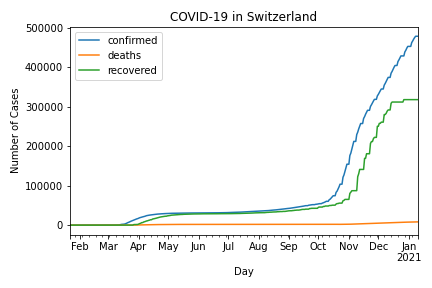 COVID-19 in Switzerland
confirmed
deaths
recovered
Number of Cases
500000
400000
300000
200000
100000
0
Feb Mar Apr May Jun Jul Aug Sep Oct Nov Dec Jan
2021
Day